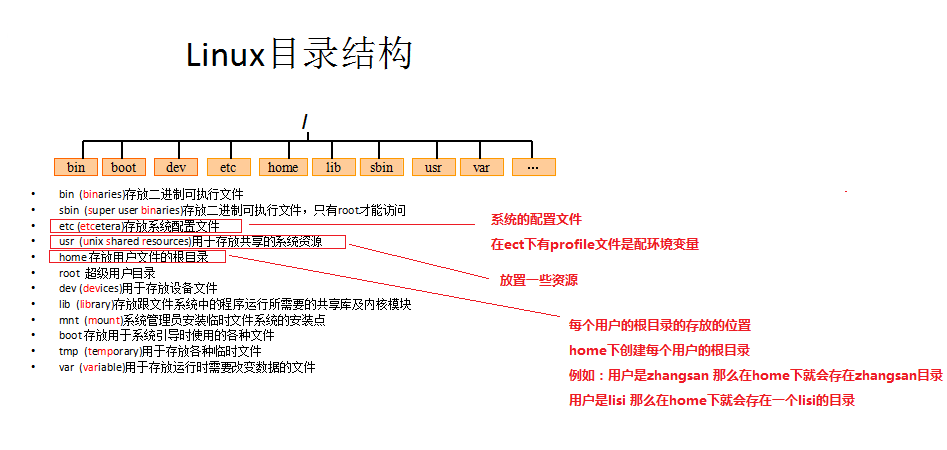 Linux目录结构
/
bin boot dev etc home lib sbin usr var ...
• bin (binaries)存放二进制可执行文件
• sbin (super user binaries)存放二进制可执行文件，只有root才能访问
• etc (etcetera)存放系统配置文件
• usr (unix shared resources)用于存放共享的系统资源
• home 存放用户文件的根目录
• root 超级用户目录
• dev (devices)用于存放设备文件
• lib (library)存放跟文件系统中的程序运行所需要的共享库及内核模块
• mnt (mount)系统管理员安装临时文件系统的安装点
• boot 存放用于系统引导时使用的各种文件
• tmp (temporary)用于存放各种临时文件
• var (variable)用于存放运行时需要改变数据的文件
系统的配置文件
在ect下有profile文件是配环境变量
放置一些资源
每个用户的根目录的存放的位置
home下创建每个用户的根目录
例如：用户是zhangsan 那么在home下就会存在zhangsan目录
用户是lisi 那么在home下就会存在一个lisi的目录